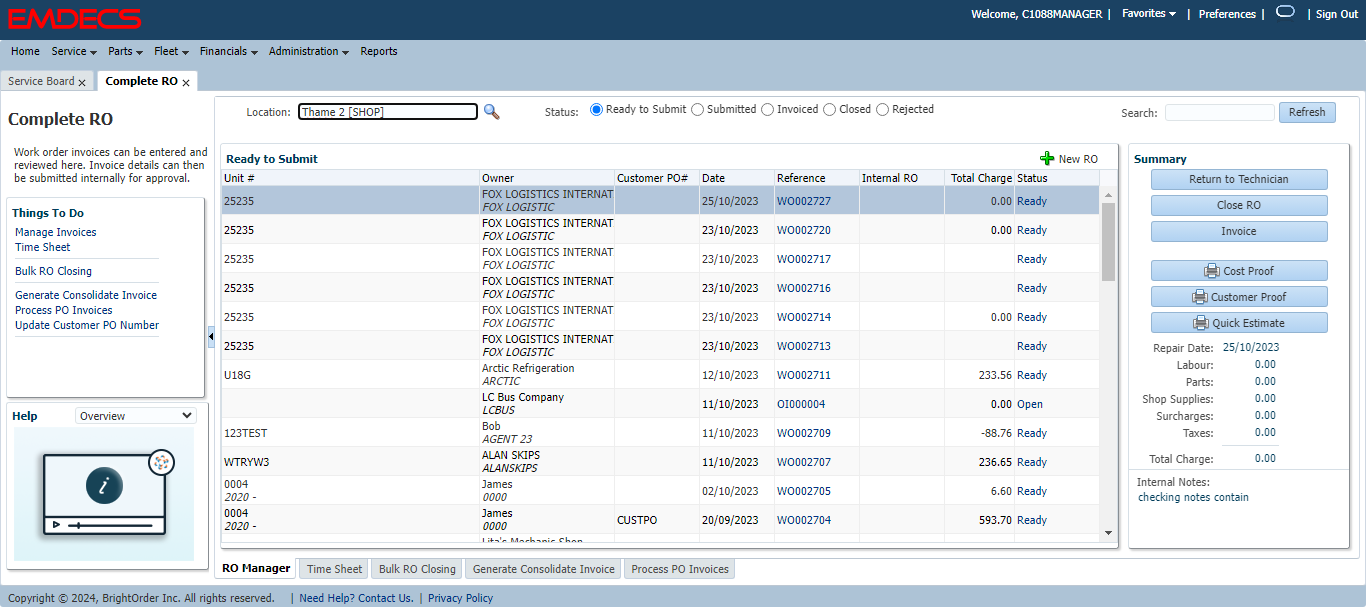 EMDECS
Welcome, C1088MANAGER | Favorites | Preferences | | Sign Out
Home Service Parts Fleet Financials Administration Reports
Service Board x Complete RO x
Complete RO
Work order invoices can be entered and
reviewed here. Invoice details can then
be submitted internally for approval.
Things To Do
Manage Invoices
Time Sheet
Bulk RO Closing
Generate Consolidate Invoice
Process PO Invoices
Update Customer PO Number
Help Overview
i
Location: Thame 2 [SHOP] Status: Ready to Submit Submitted Invoiced Closed Rejected Search: Refresh
Ready to Submit New RO
Unit # Owner Customer PO# Date Reference Internal RO Total Charge Status
25235 FOX LOGISTICS INTERNAT 25/10/2023 WO002727 0.00 Ready
FOX LOGISTIC
25235 FOX LOGISTICS INTERNAT 23/10/2023 WO002720 0.00 Ready
FOX LOGISTIC
25235 FOX LOGISTICS INTERNAT 23/10/2023 WO002717 Ready
FOX LOGISTIC
25235 FOX LOGISTICS INTERNAT 23/10/2023 WO002716 Ready
FOX LOGISTIC
25235 FOX LOGISTICS INTERNAT 23/10/2023 WO002714 0.00 Ready
FOX LOGISTIC
25235 FOX LOGISTICS INTERNAT 23/10/2023 WO002713 Ready
FOX LOGISTIC
U18G Arctic Refrigeration 12/10/2023 WO002711 233.56 Ready
ARCTIC
LC Bus Company 11/10/2023 OI000004 0.00 Open
LCBUS
123TEST Bob 11/10/2023 WO002709 -88.76 Ready
AGENT 23
WTRYW3 ALAN SKIPS 11/10/2023 WO002707 236.65 Ready
ALANSKIPS
0004 James 02/10/2023 WO002705 6.60 Ready
2020 - 0000
0004 James CUSTPO 20/09/2023 WO002704 593.70 Ready
2020 - 0000
Lita's Mechanic Shop
Summary
Return to Technician
Close RO
Invoice
Cost Proof
Customer Proof
Quick Estimate
Repair Date: 25/10/2023
Labour: 0.00
Parts: 0.00
Shop Supplies: 0.00
Surcharges: 0.00
Taxes: 0.00
Total Charge: 0.00
Internal Notes:
checking notes contain
RO Manager Time Sheet Bulk RO Closing Generate Consolidate Invoice Process PO Invoices
Copyright © 2024, BrightOrder Inc. All rights reserved. | Need Help? Contact Us. | Privacy Policy